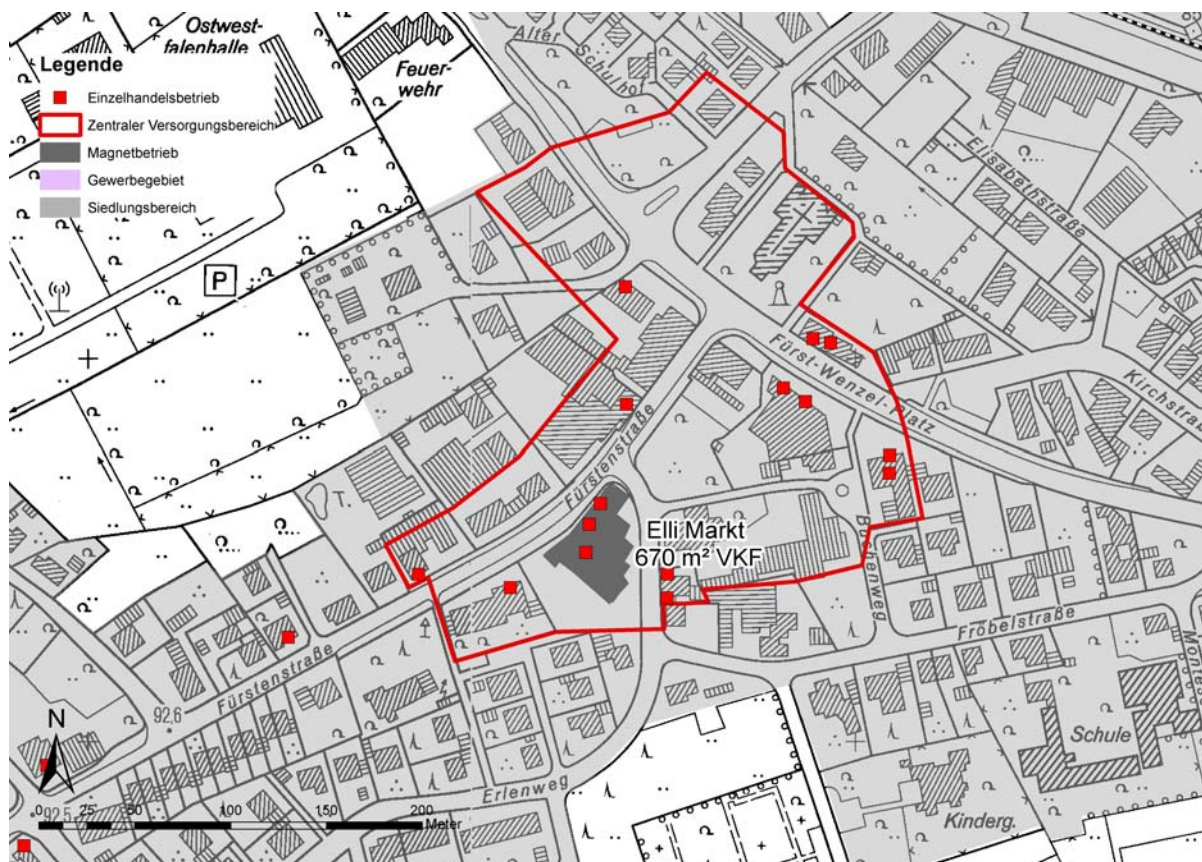 Ostwest-
falenhalle
Legende
Einzelhandelsbetrieb
Zentraler Versorgungsbereich
Magnetbetrieb
Gewerbegebiet
Siedlungsbereich
Feuer-
wehr
Alter Schulhof
Elisabethstraße
P
Fürst-Wenzel-Platz
Kirchstraße
Fürstenstraße
T.
Elli Markt
670 m² VKF
Buchenweg
Fröbelstraße
Fürstenstraße
92,6
N
Schule
Erlenweg
0 25 50 100 150 200
Meter
92,5
Kinderg.